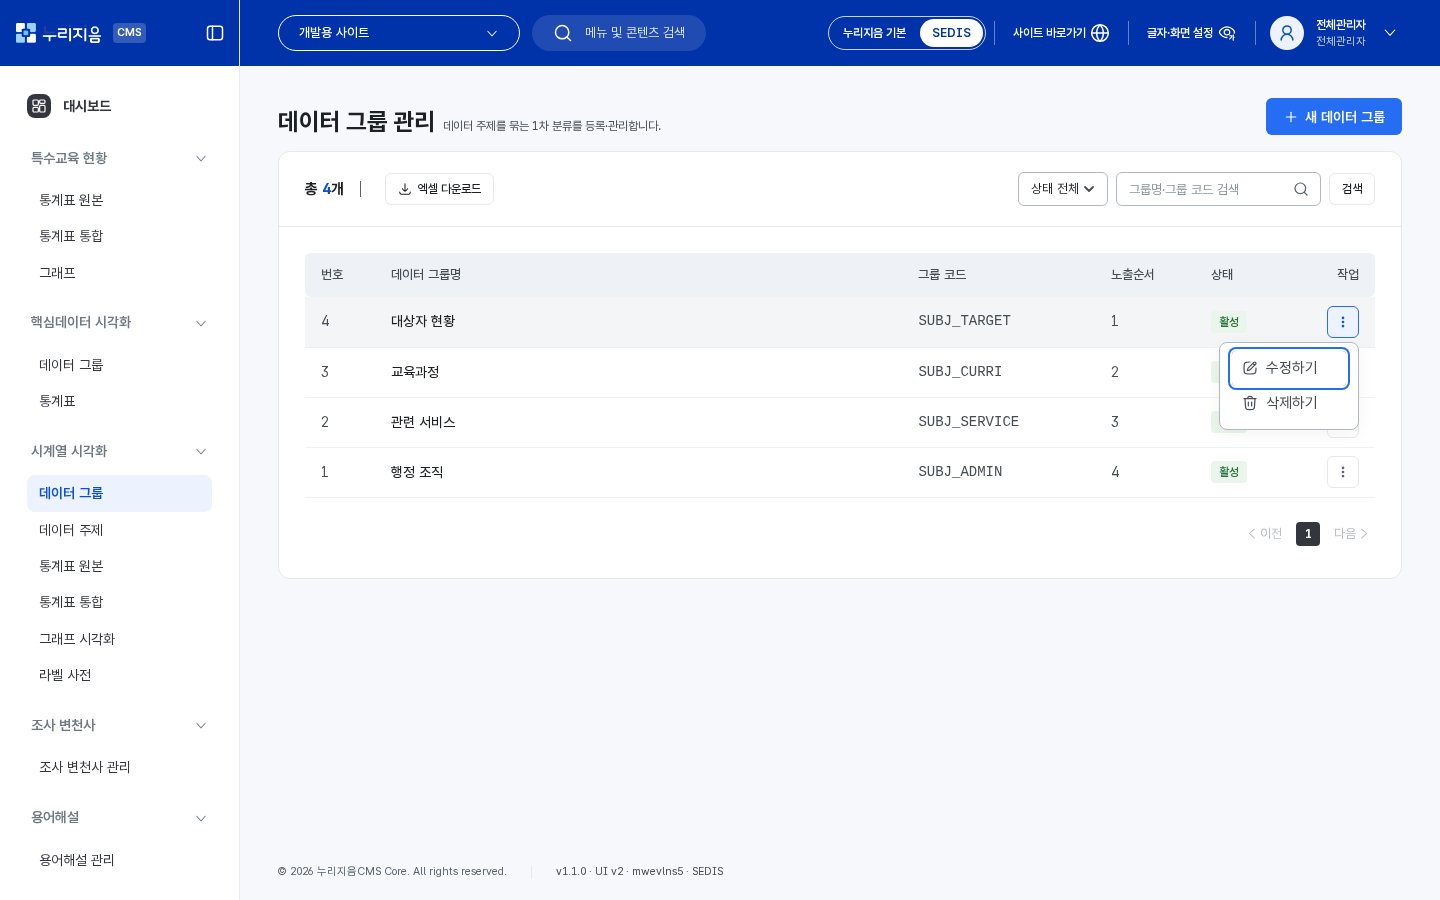 누리지음 CMS
개발용 사이트
메뉴 및 콘텐츠 검색
누리지음 기본
SEDIS
사이트 바로가기
글자·화면 설정
전체관리자
전체관리자
대시보드
특수교육 현황
통계표 원본
통계표 통합
그래프
핵심데이터 시각화
데이터 그룹
통계표
시계열 시각화
데이터 그룹
데이터 주제
통계표 원본
통계표 통합
그래프 시각화
라벨 사전
조사 변천사
조사 변천사 관리
용어해설
용어해설 관리
데이터 그룹 관리 데이터 주제를 묶는 1차 분류를 등록·관리합니다.
새 데이터 그룹
총 4개
엑셀 다운로드
상태 전체
그룹명·그룹 코드 검색
검색
번호 데이터 그룹명 그룹 코드 노출순서 상태 작업
4 대상자 현황 SUBJ_TARGET 1 활성
3 교육과정 SUBJ_CURRI 2
2 관련 서비스 SUBJ_SERVICE 3
1 행정 조직 SUBJ_ADMIN 4 활성
수정하기
삭제하기
이전 1 다음
© 2026 누리지음CMS Core. All rights reserved.
v1.1.0 · UI v2 · mwevlns5 · SEDIS